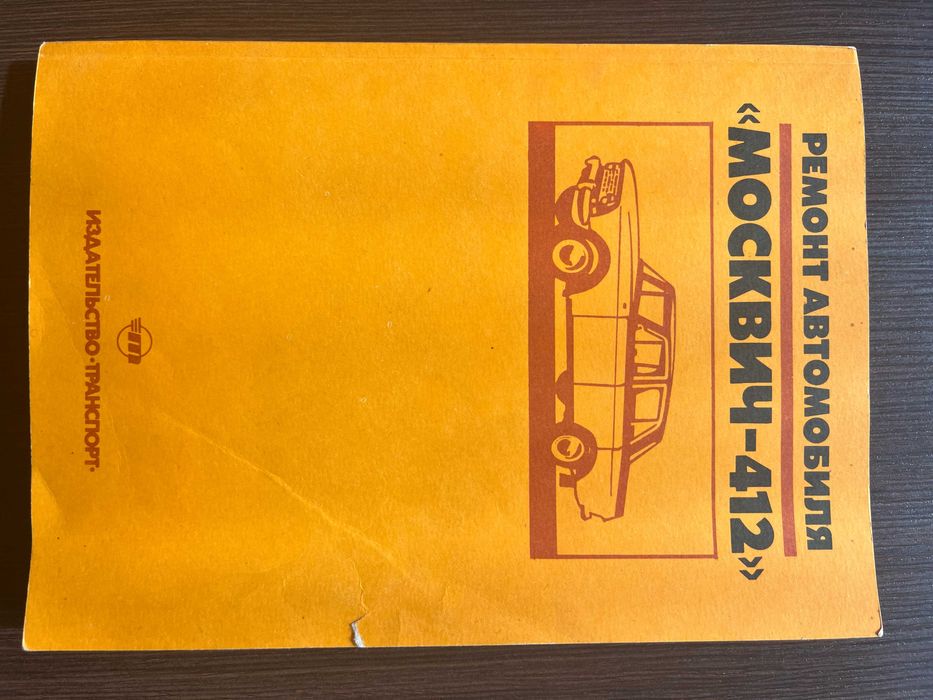 РЕМОНТ АВТОМОБИЛЯ
«МОСКВИЧ-412»
ИЗДАТЕЛЬСТВО·ТРАНСПОРТ·